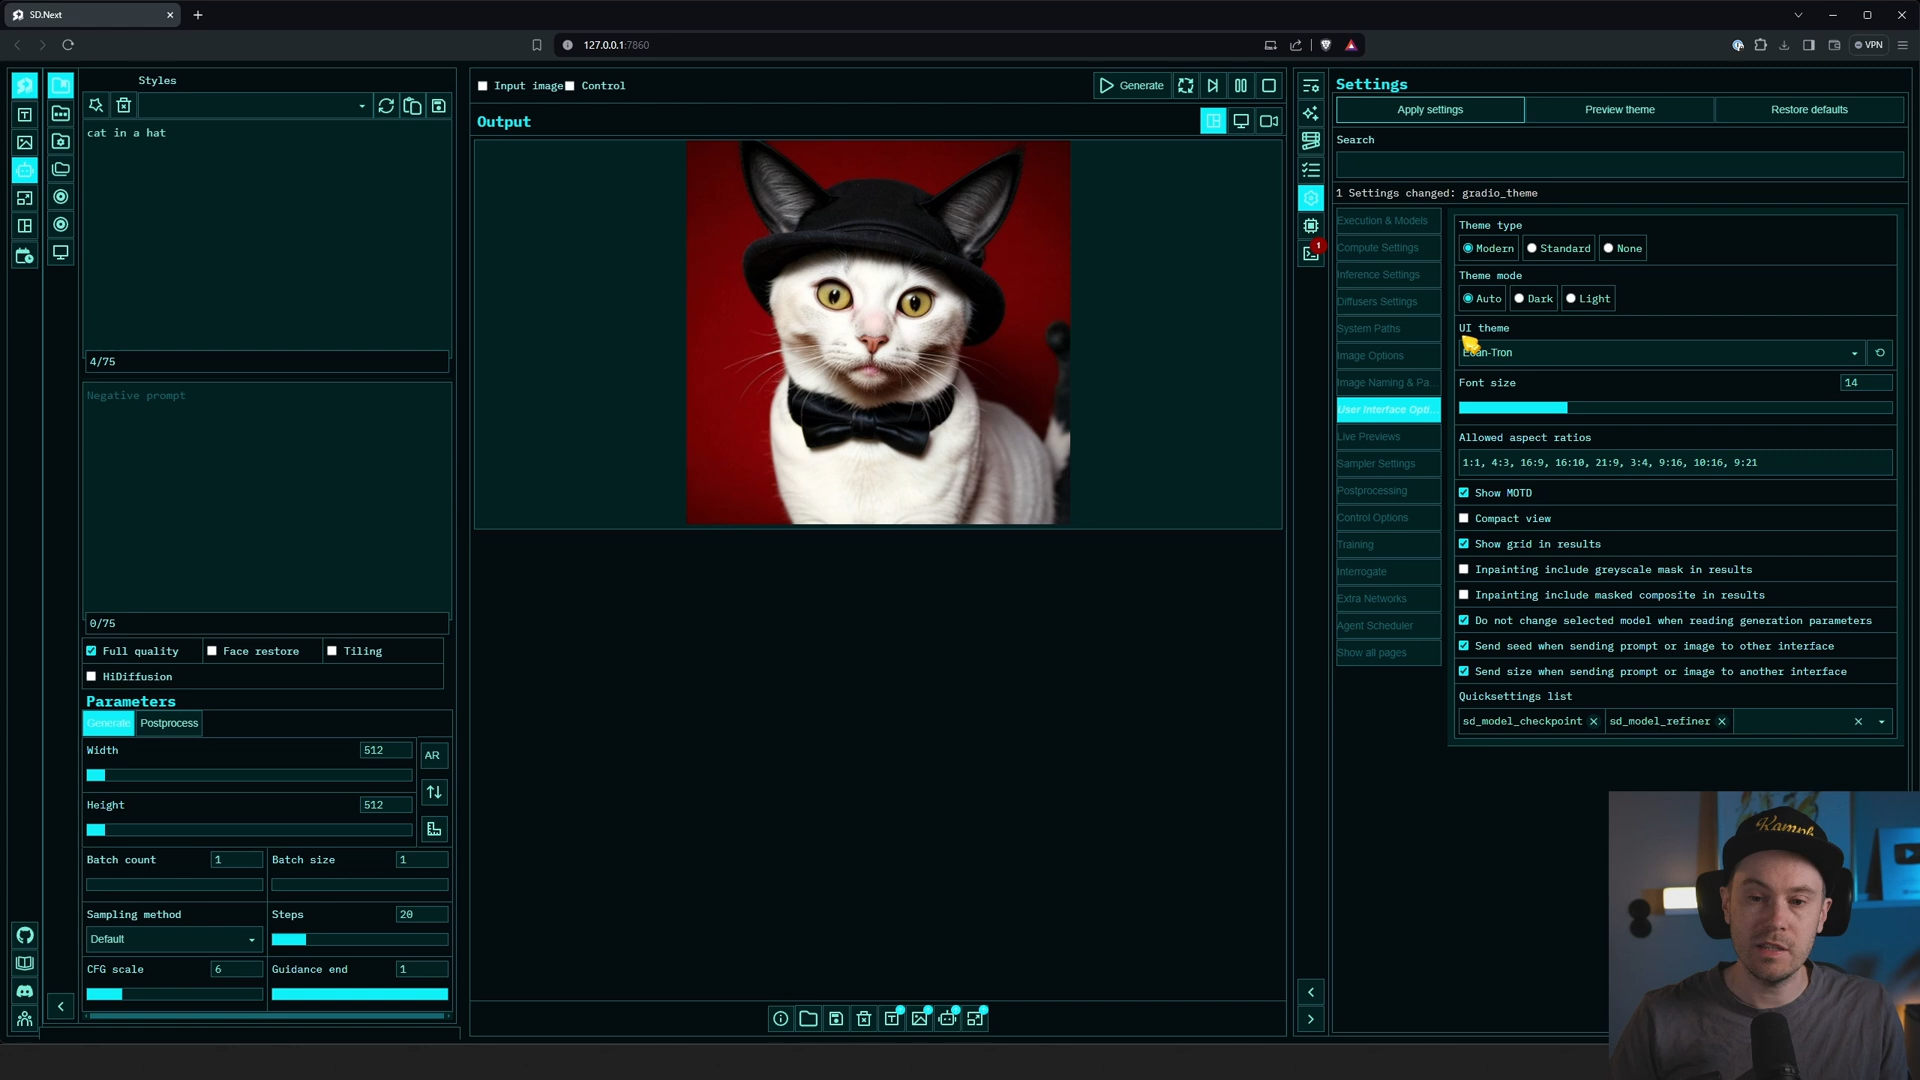 SD.Next
127.0.0.1:7860
VPN
Styles
cat in a hat
4/75
Negative prompt
0/75
Full quality
Face restore
Tiling
HiDiffusion
Parameters
Generate
Postprocess
Width
512
AR
Height
512
Batch count
1
Batch size
1
Sampling method
Steps
20
Default
CFG scale
6
Guidance end
1
Input image
Control
Generate
Output
1
Settings
Apply settings
Preview theme
Restore defaults
Search
1 Settings changed: gradio_theme
Execution & Models
Compute Settings
Inference Settings
Diffusers Settings
System Paths
Image Options
Image Naming & Pa...
User Interface Opti...
Live Previews
Sampler Settings
Postprocessing
Control Options
Training
Interrogate
Extra Networks
Agent Scheduler
Show all pages
Theme type
Modern
Standard
None
Theme mode
Auto
Dark
Light
UI theme
Font size
14
Allowed aspect ratios
1:1, 4:3, 16:9, 16:10, 21:9, 3:4, 9:16, 10:16, 9:21
Show MOTD
Compact view
Show grid in results
Inpainting include greyscale mask in results
Inpainting include masked composite in results
Do not change selected model when reading generation parameters
Send seed when sending prompt or image to other interface
Send size when sending prompt or image to another interface
Quicksettings list
sd_model_checkpoint
sd_model_refiner